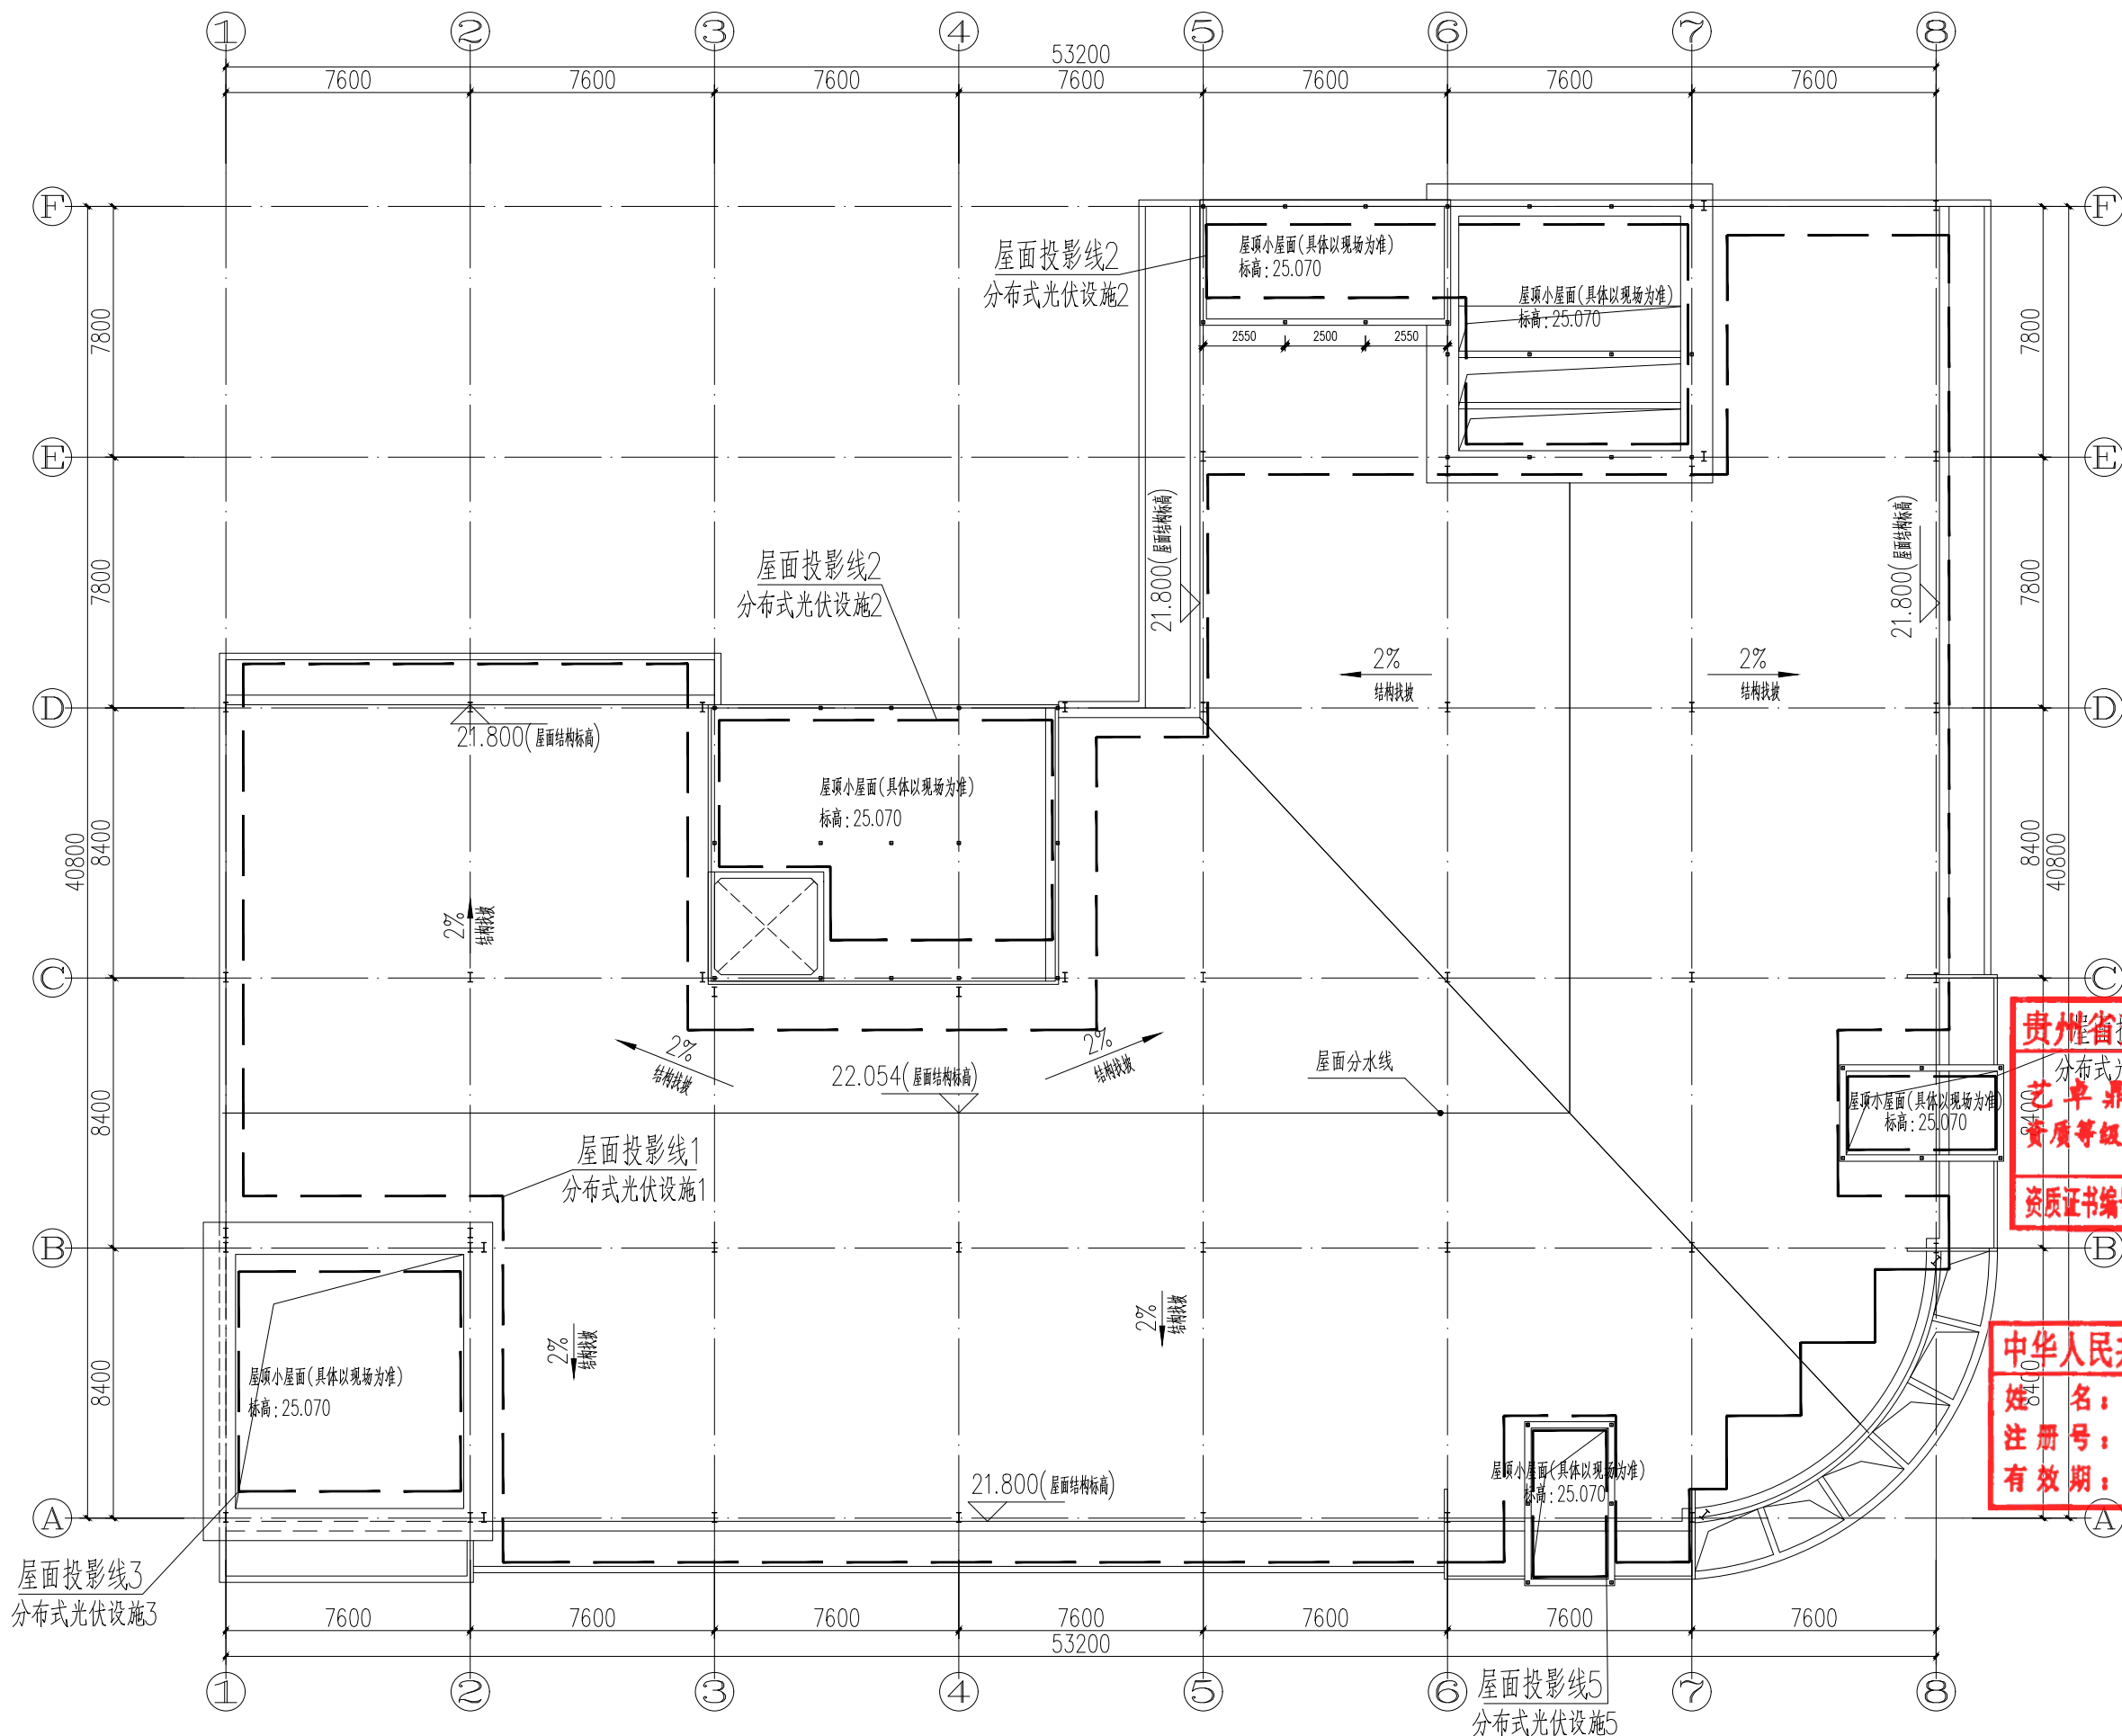 ① ② ③ ④ ⑤ ⑥ ⑦ ⑧
53200
7600 7600 7600 7600 7600 7600 7600
F F
屋面投影线2
分布式光伏设施2
屋顶小屋面(具体以现场为准)
标高:25.070
屋顶小屋面(具体以现场为准)
标高:25.070
2550 2500 2550
7800 7800
E E
21.800(屋面结构标高)
21.800(屋面结构标高)
屋面投影线2
分布式光伏设施2
7800 7800
2%
结构找坡
2%
结构找坡
D D
21.800(屋面结构标高)
屋顶小屋面(具体以现场为准)
标高:25.070
40800 8400
8400 40800
2%
结构找坡
C C
2%
结构找坡
2%
结构找坡
22.054(屋面结构标高)
屋面分水线
贵州省
分布式
艺卓
屋顶小屋面(具体以现场为准)
标高:25.070
资质等级
资质证书编
8400 8400
屋面投影线1
分布式光伏设施1
B B
2%
结构找坡
2%
结构找坡
屋顶小屋面(具体以现场为准)
标高:25.070
中华人民
姓 名:
注册号:
有效期:
8400 8400
屋顶小屋面(具体以现场为准)
标高:25.070
21.800(屋面结构标高)
A A
屋面投影线3
分布式光伏设施3
7600 7600 7600 7600 7600 7600 7600
53200
① ② ③ ④ ⑤ ⑥ ⑦ ⑧
屋面投影线5
分布式光伏设施5